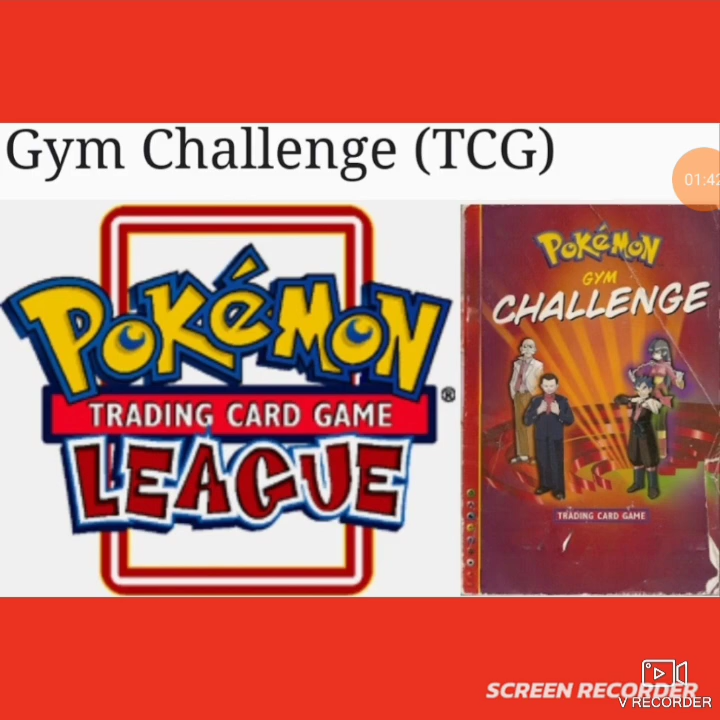 Gym Challenge (TCG)
01:42
POKéMON
®
TRADING CARD GAME
LEAGUE
POKéMON
GYM
CHALLENGE
TRADING CARD GAME
SCREEN RECORDER
V RECORDER